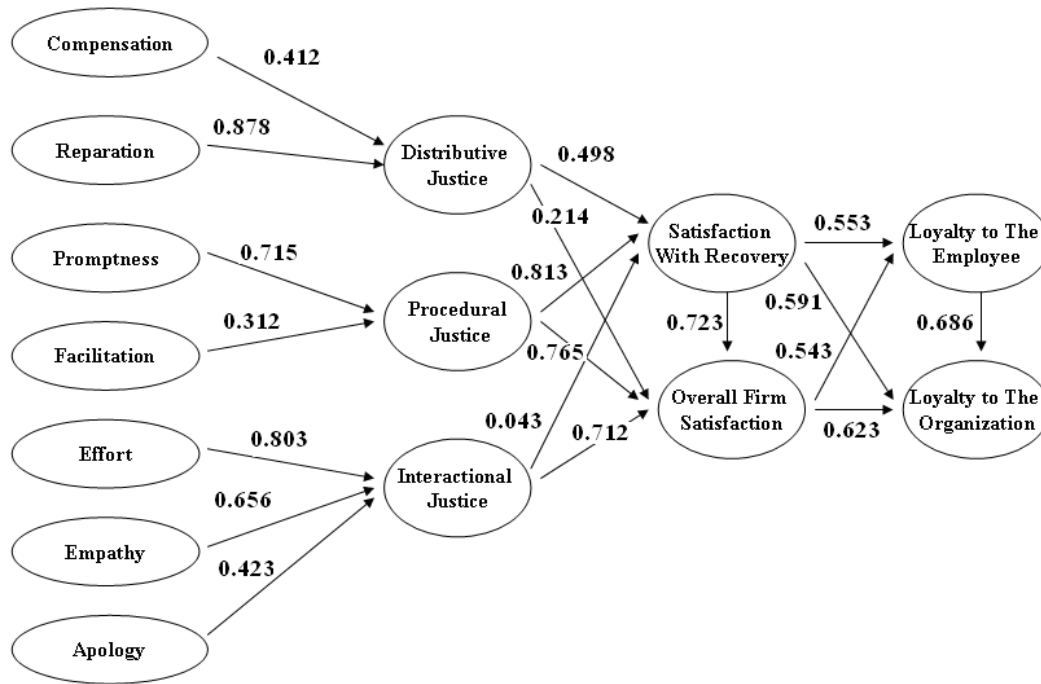 Compensation
0.412
Reparation
0.878
Distributive
Justice
0.498
0.214
Promptness
0.715
Facilitation
0.312
Procedural
Justice
0.813
0.765
Effort
0.803
Empathy
0.656
Apology
0.423
Interactional
Justice
0.043
0.712
Satisfaction
With Recovery
0.553
0.591
0.723
Overall Firm
Satisfaction
0.543
0.623
Loyalty to The
Employee
0.686
Loyalty to The
Organization